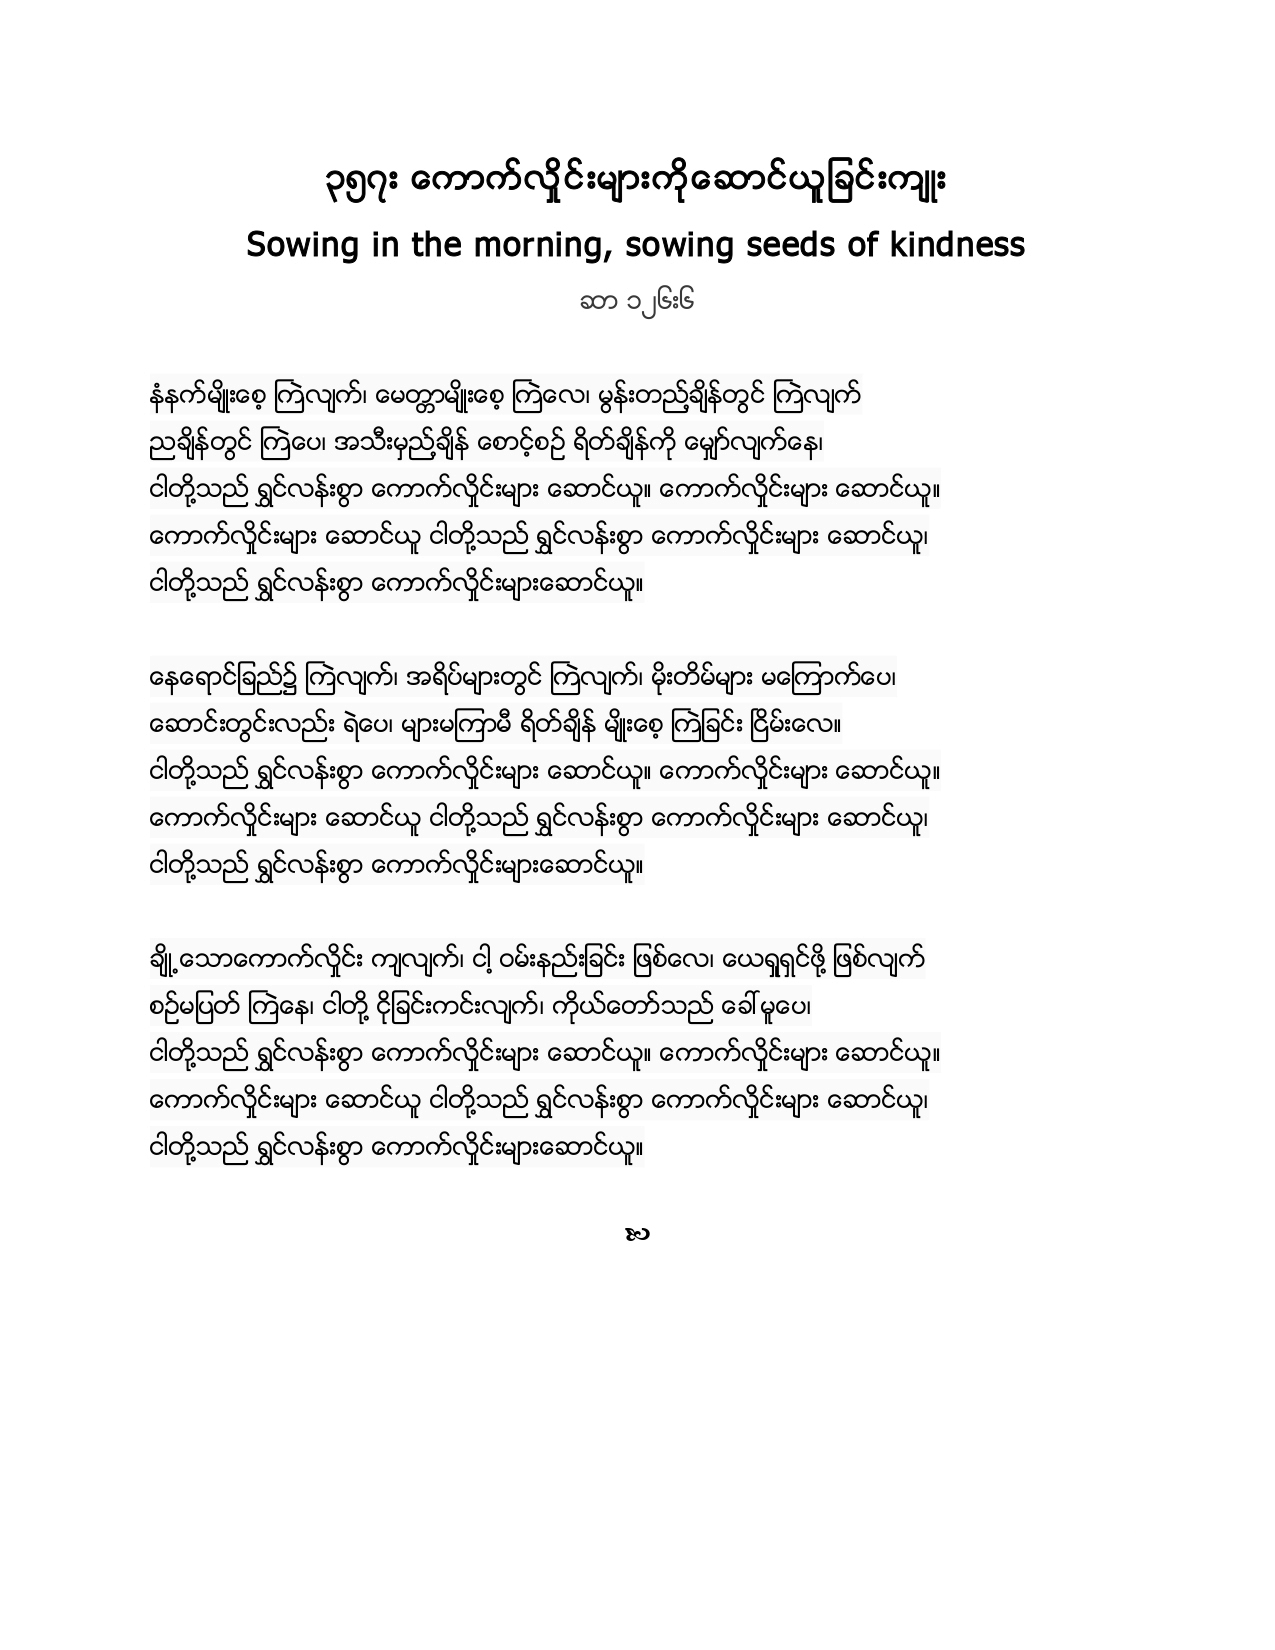 ၃၅၇း ကောက်လှိုင်းများကိုဆောင်ယူခြင်းကျူး
Sowing in the morning, sowing seeds of kindness
ဆာ ၁၂၆း၆
နံနက်မျိုးစေ့ ကြဲလျက်၊ မေတ္တာမျိုးစေ့ ကြဲလေ၊ မွန်းတည့်ချိန်တွင် ကြဲလျက်
ညချိန်တွင် ကြဲပေ၊ အသီးမှည့်ချိန် စောင့်စဉ် ရိတ်ချိန်ကို မျှော်လျက်နေ၊
ငါတို့သည် ရွှင်လန်းစွာ ကောက်လှိုင်းများ ဆောင်ယူ။ ကောက်လှိုင်းများ ဆောင်ယူ။
ကောက်လှိုင်းများ ဆောင်ယူ ငါတို့သည် ရွှင်လန်းစွာ ကောက်လှိုင်းများ ဆောင်ယူ၊
ငါတို့သည် ရွှင်လန်းစွာ ကောက်လှိုင်းများဆောင်ယူ။
နေရောင်ခြည်၌ ကြဲလျက်၊ အရိပ်များတွင် ကြဲလျက်၊ မိုးတိမ်များ မကြောက်ပေ၊
ဆောင်းတွင်းလည်း ရဲပေ၊ များမကြာမီ ရိတ်ချိန် မျိုးစေ့ ကြဲခြင်း ငြိမ်းလေ။
ငါတို့သည် ရွှင်လန်းစွာ ကောက်လှိုင်းများ ဆောင်ယူ။ ကောက်လှိုင်းများ ဆောင်ယူ။
ကောက်လှိုင်းများ ဆောင်ယူ ငါတို့သည် ရွှင်လန်းစွာ ကောက်လှိုင်းများ ဆောင်ယူ၊
ငါတို့သည် ရွှင်လန်းစွာ ကောက်လှိုင်းများဆောင်ယူ။
ချို့သောကောက်လှိုင်း ကျလျက်၊ ငါ့ ဝမ်းနည်းခြင်း ဖြစ်လေ၊ ယေရှုရှင်ဖို့ ဖြစ်လျက်
စဉ်မပြတ် ကြဲနေ၊ ငါတို့ ငိုခြင်းကင်းလျက်၊ ကိုယ်တော်သည် ခေါ်မူပေ၊
ငါတို့သည် ရွှင်လန်းစွာ ကောက်လှိုင်းများ ဆောင်ယူ။ ကောက်လှိုင်းများ ဆောင်ယူ။
ကောက်လှိုင်းများ ဆောင်ယူ ငါတို့သည် ရွှင်လန်းစွာ ကောက်လှိုင်းများ ဆောင်ယူ၊
ငါတို့သည် ရွှင်လန်းစွာ ကောက်လှိုင်းများဆောင်ယူ။